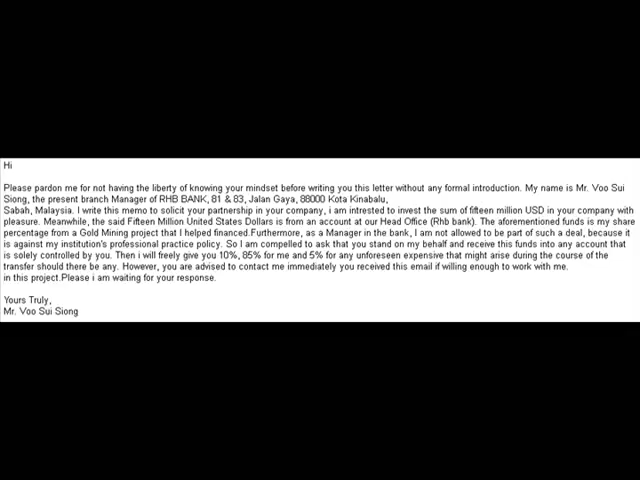 Hi
Please pardon me for not having the liberty of knowing your mindset before writing you this letter without any formal introduction. My name is Mr. Voo Sui
Siong, the present branch Manager of RHB BANK, 81 & 83, Jalan Gaya, 88000 Kota Kinabalu,
Sabah, Malaysia. I write this memo to solicit your partnership in your company, i am intrested to invest the sum of fifteen million USD in your company with
pleasure. Meanwhile, the said Fifteen Million United States Dollars is from an account at our Head Office (Rhb bank). The aforementioned funds is my share
percentage from a Gold Mining project that I helped financed.Furthermore, as a Manager in the bank, I am not allowed to be part of such a deal, because it
is against my institution's professional practice policy. So I am compelled to ask that you stand on my behalf and receive this funds into any account that
is solely controlled by you. Then i will freely give you 10%, 85% for me and 5% for any unforeseen expensive that might arise during the course of the
transfer should there be any. However, you are advised to contact me immediately you received this email if willing enough to work with me.
in this project.Please i am waiting for your response.
Yours Truly,
Mr. Voo Sui Siong